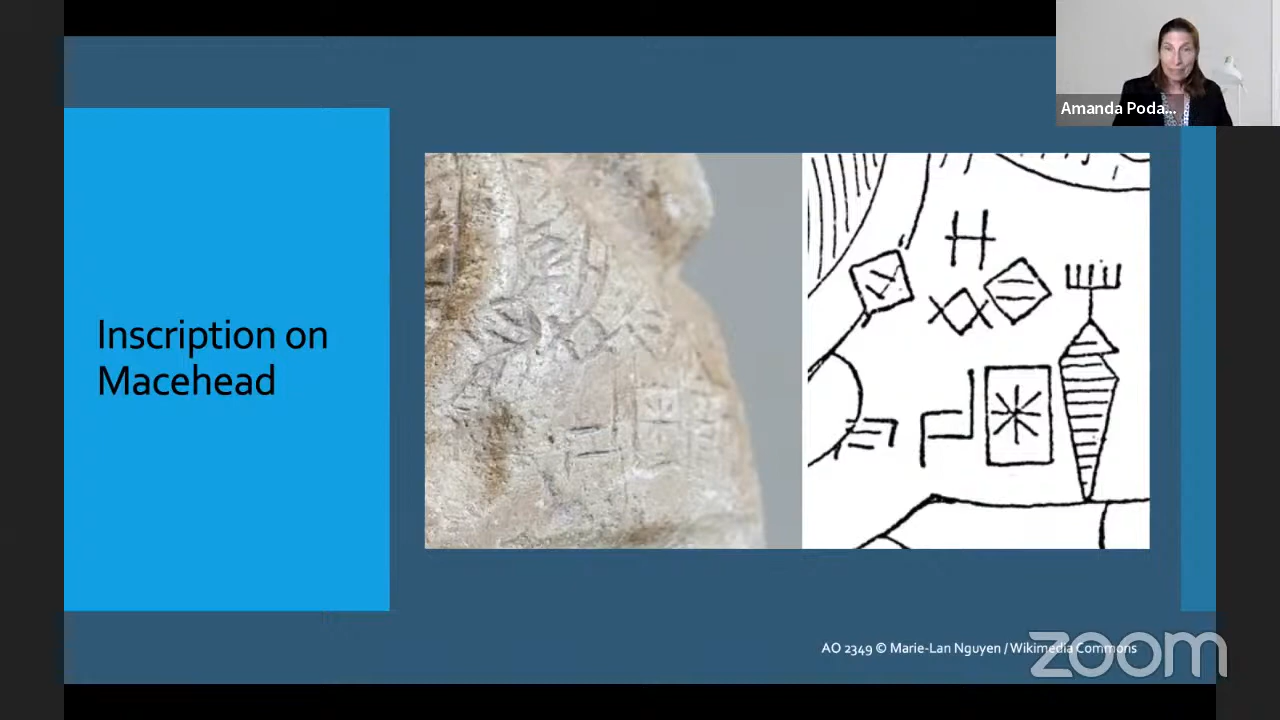 Amanda Poda...
Inscription on
Macehead
AO 2349 © Marie-Lan Nguyen / Wikimedia Commons
zoom